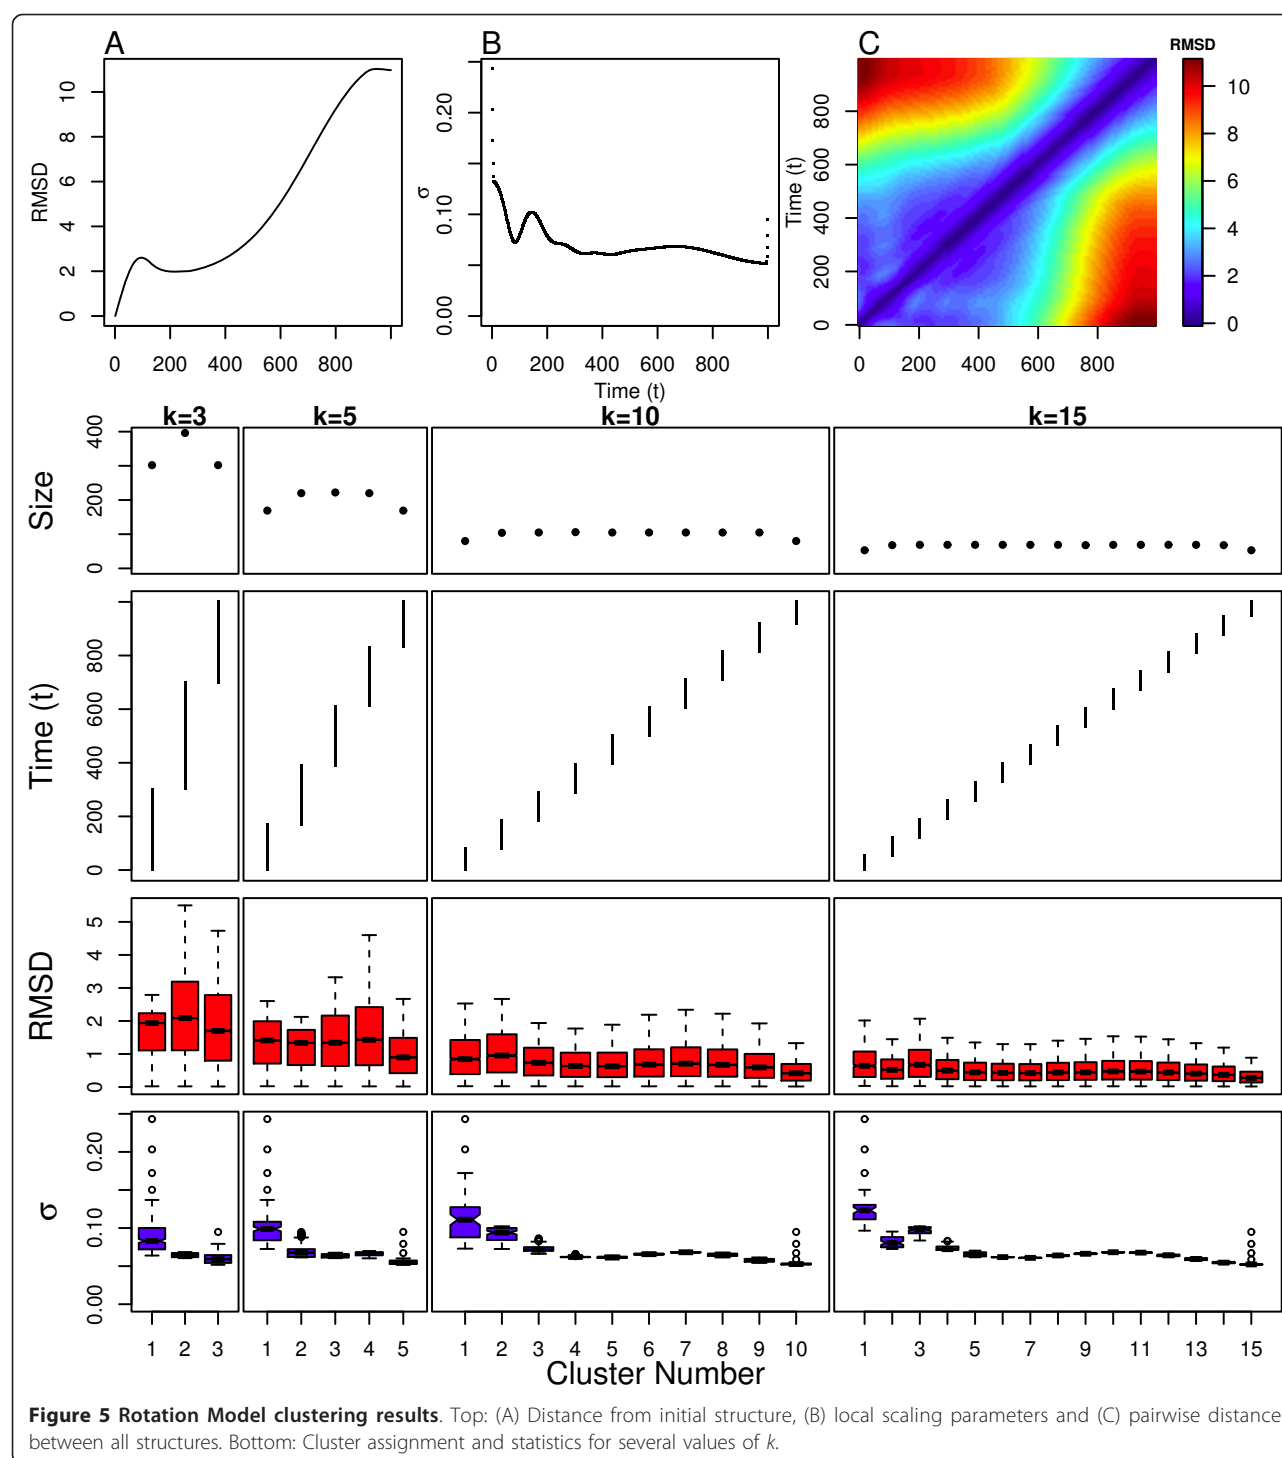 A
B
C
RMSD
RMSD
0 2 4 6 8 10
0 200 400 600 800
σ
0.00 0.10 0.20
0 200 400 600 800
Time (t)
Time (t)
0 200 400 600 800
0 200 400 600 800
10
8
6
4
2
0
k=3
k=5
k=10
k=15
Size
0 200 400
Time (t)
0 200 400 600 800
RMSD
0 1 2 3 4 5
σ
0.00 0.10 0.20
1 2 3
1 2 3 4 5
1 2 3 4 5 6 7 8 9 10
1 3 5 7 9 11 13 15
Cluster Number
Figure 5 Rotation Model clustering results. Top: (A) Distance from initial structure, (B) local scaling parameters and (C) pairwise distance
between all structures. Bottom: Cluster assignment and statistics for several values of k.